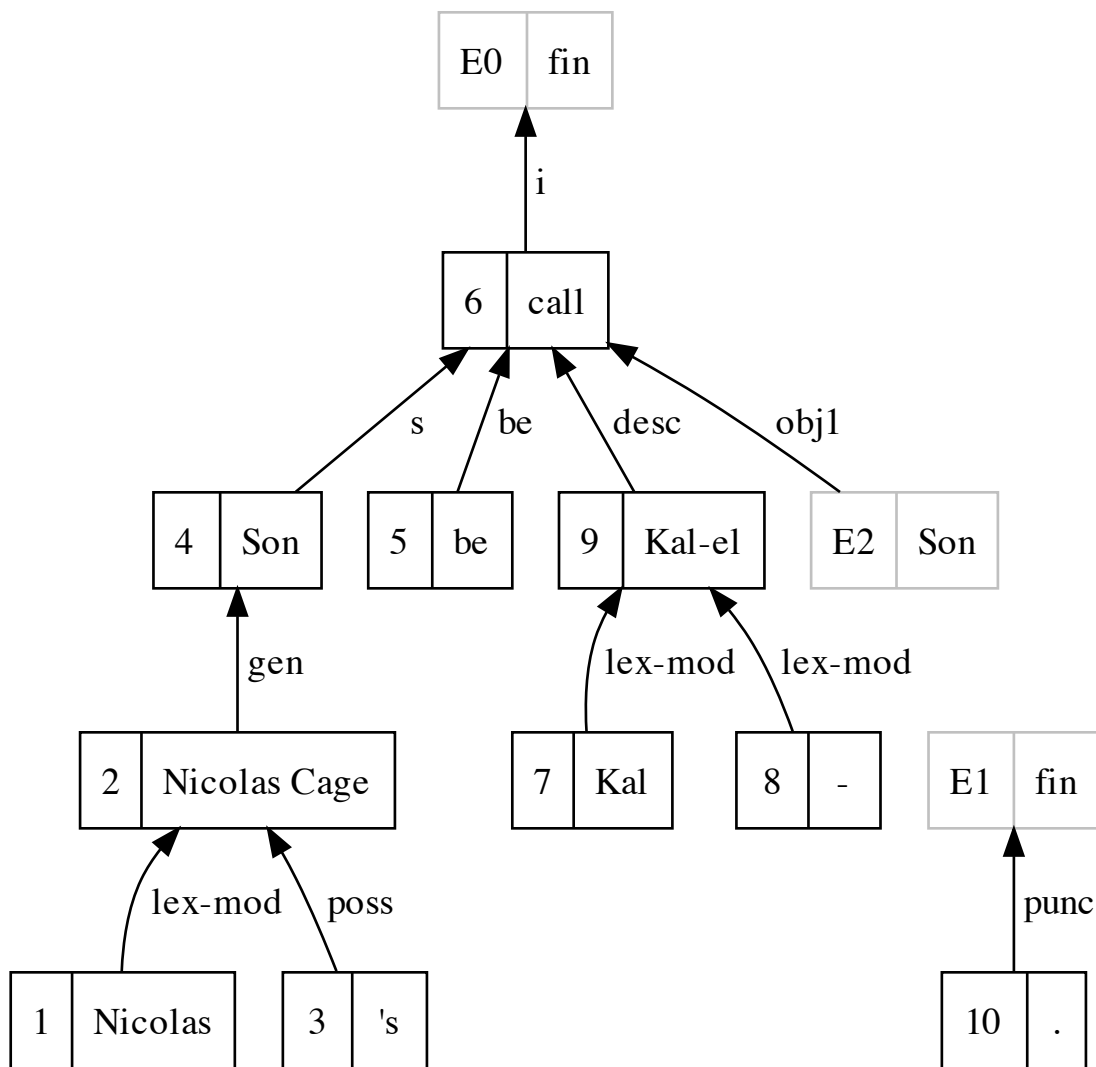 E0 fin
i
6 call
s be desc obj1
4 Son 5 be 9 Kal-el E2 Son
gen lex-mod lex-mod
2 Nicolas Cage 7 Kal 8 - E1 fin
lex-mod poss punc
1 Nicolas 3 's 10 .